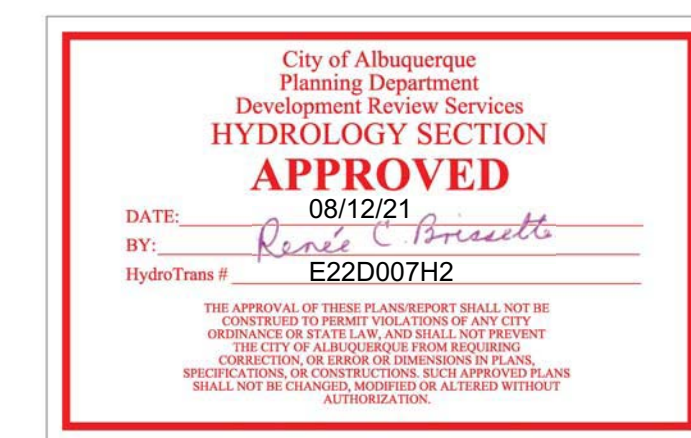 City of Albuquerque
Planning Department
Development Review Services
HYDROLOGY SECTION
APPROVED
DATE: 08/12/21
BY: Renée C. Brissette
HydroTrans # E22D007H2
THE APPROVAL OF THESE PLANS/REPORT SHALL NOT BE
CONSTRUED TO PERMIT VIOLATIONS OF ANY CITY
ORDINANCE OR STATE LAW, AND SHALL NOT PREVENT
THE CITY OF ALBUQUERQUE FROM REQUIRING
CORRECTION, OR ERROR OR DIMENSIONS IN PLANS,
SPECIFICATIONS, OR CONSTRUCTIONS. SUCH APPROVED PLANS
SHALL NOT BE CHANGED, MODIFIED OR ALTERED WITHOUT
AUTHORIZATION.